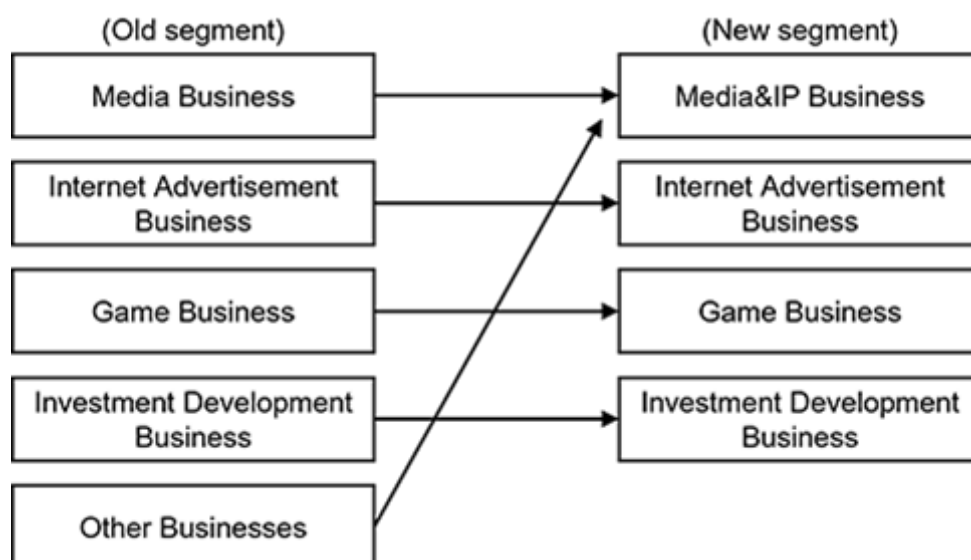 (Old segment)
(New segment)
Media Business
Media&IP Business
Internet Advertisement
Business
Internet Advertisement
Business
Game Business
Game Business
Investment Development
Business
Investment Development
Business
Other Businesses